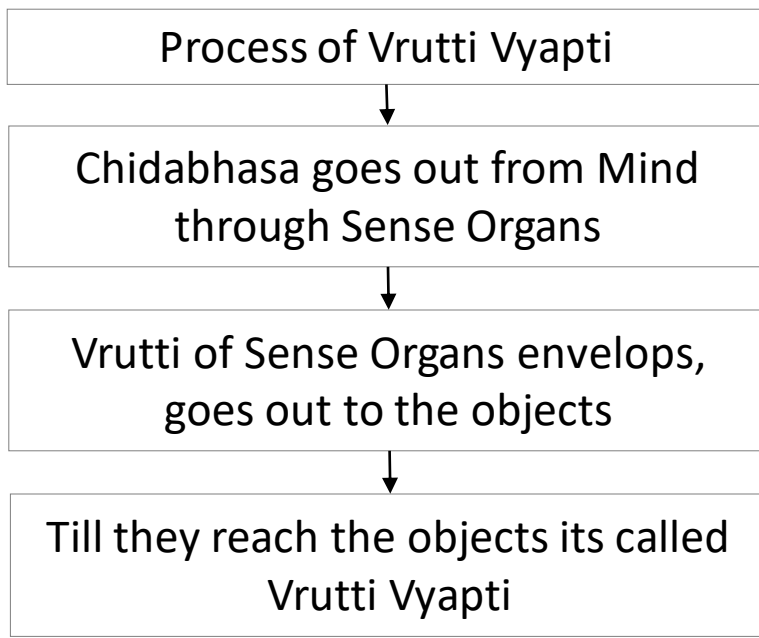 Process of Vrutti Vyapti
Chidabhasa goes out from Mind
through Sense Organs
Vrutti of Sense Organs envelops,
goes out to the objects
Till they reach the objects its called
Vrutti Vyapti